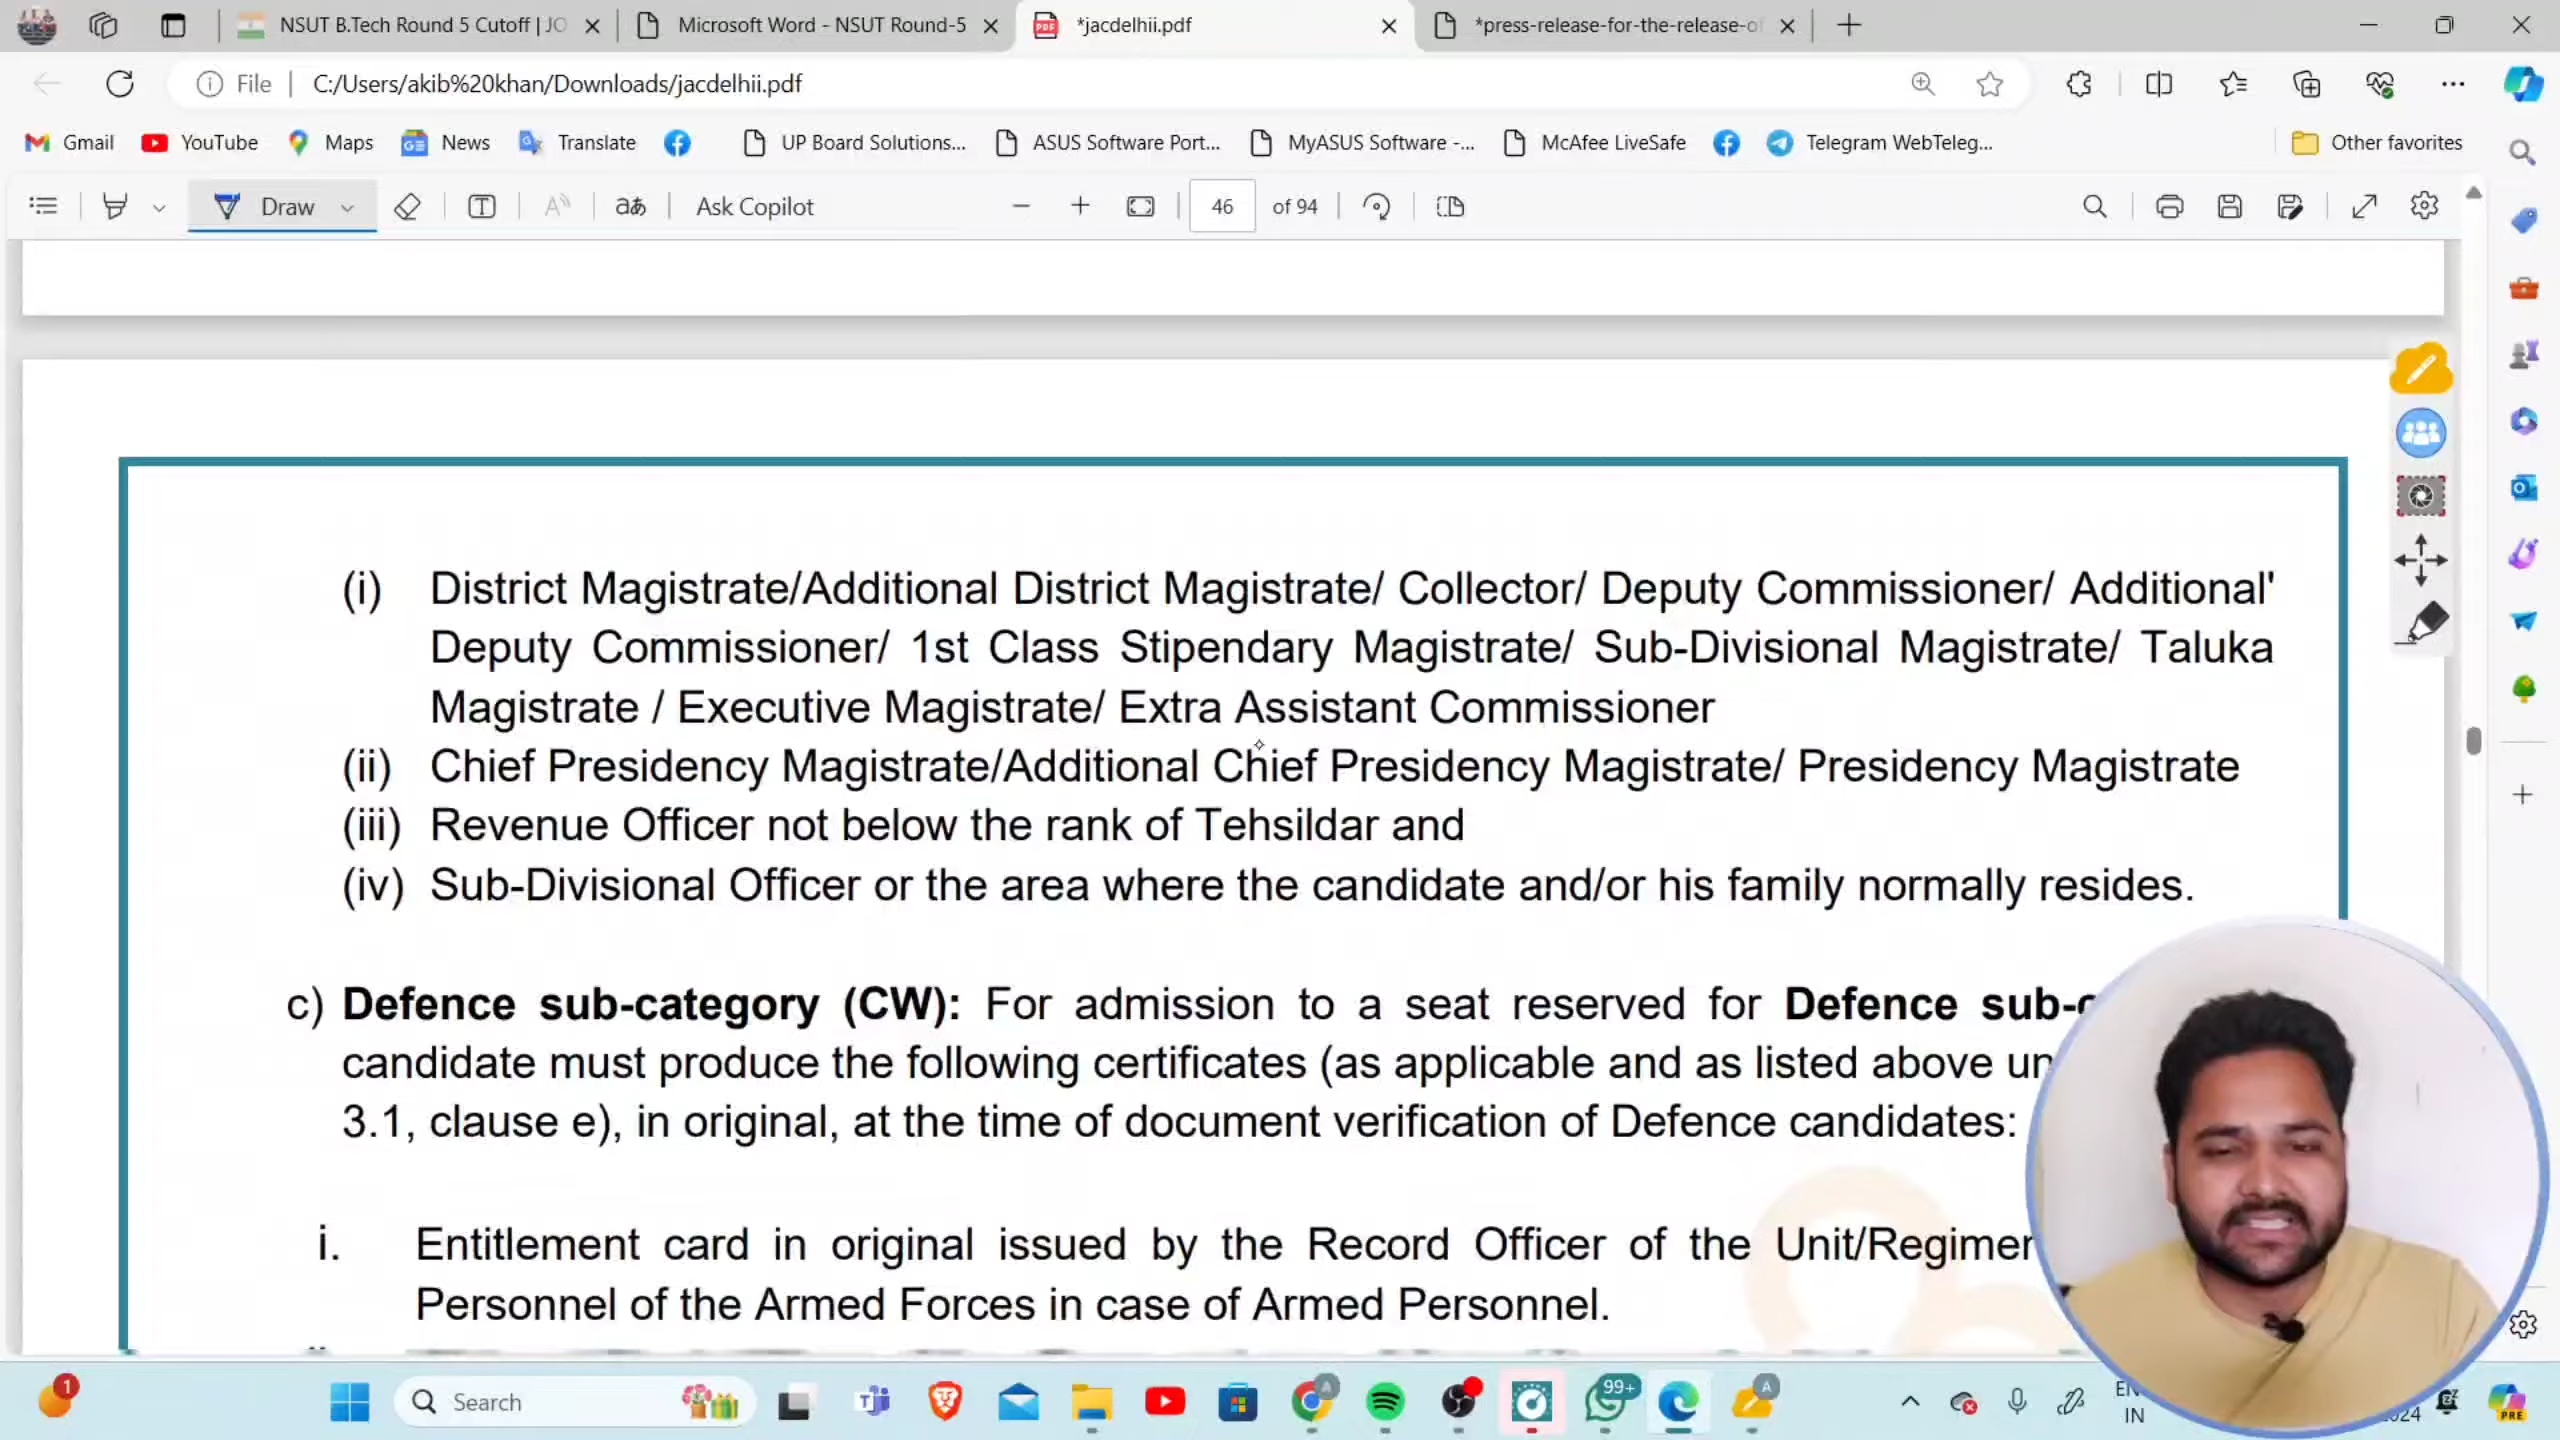 NSUT B.Tech Round 5 Cutoff | JO
Microsoft Word - NSUT Round-5
*jacdelhii.pdf
*press-release-for-the-release-of
File
C:/Users/akib%20khan/Downloads/jacdelhii.pdf
Gmail
YouTube
Maps
News
Translate
UP Board Solutions...
ASUS Software Port...
MyASUS Software -...
McAfee LiveSafe
Telegram WebTeleg...
Other favorites
Draw
Ask Copilot
46 of 94
(i) District Magistrate/Additional District Magistrate/ Collector/ Deputy Commissioner/ Additional'
Deputy Commissioner/ 1st Class Stipendary Magistrate/ Sub-Divisional Magistrate/ Taluka
Magistrate / Executive Magistrate/ Extra Assistant Commissioner
(ii) Chief Presidency Magistrate/Additional Chief Presidency Magistrate/ Presidency Magistrate
(iii) Revenue Officer not below the rank of Tehsildar and
(iv) Sub-Divisional Officer or the area where the candidate and/or his family normally resides.
c) Defence sub-category (CW): For admission to a seat reserved for Defence sub-
candidate must produce the following certificates (as applicable and as listed above
3.1, clause e), in original, at the time of document verification of Defence candidates:
i. Entitlement card in original issued by the Record Officer of the
Personnel of the Armed Forces in case of Armed Personnel.
1
Search
99+
IN
PRE